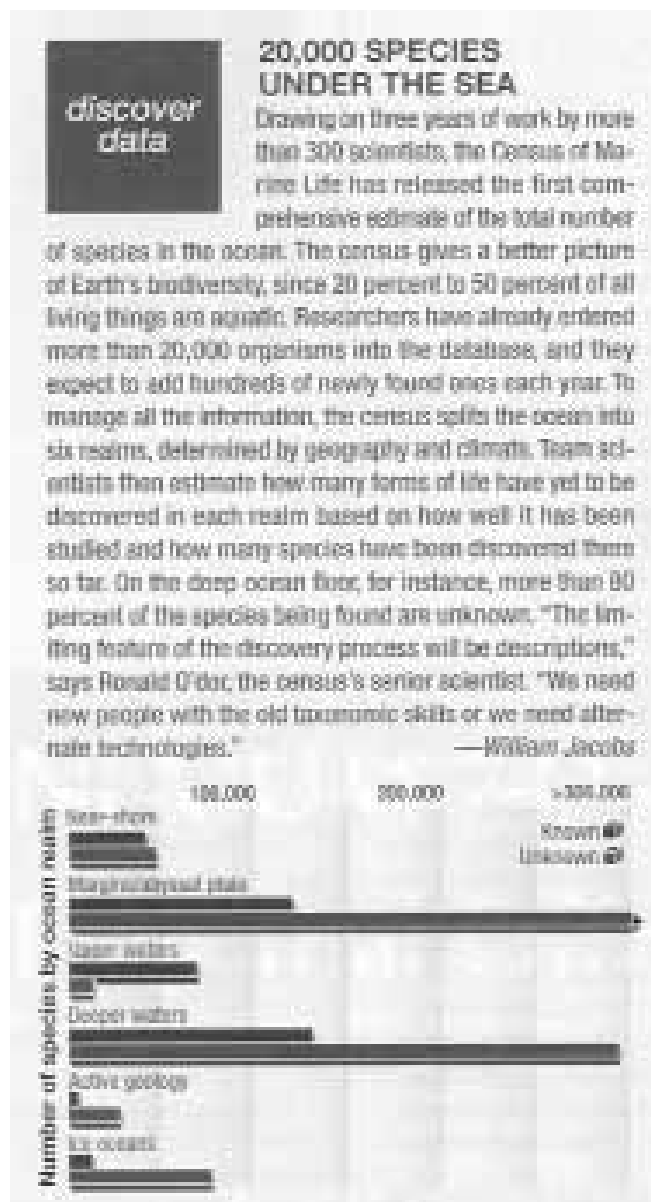 discover
data
20,000 SPECIES
UNDER THE SEA
Drawing on three years of work by more
than 300 scientists, the Census of Ma-
rine Life has released the first com-
prehensive estimate of the total number
of species in the ocean. The census gives a better picture
of Earth's biodiversity, since 20 percent to 50 percent of all
living things are aquatic. Researchers have already entered
more than 20,000 organisms into the database, and they
expect to add hundreds of newly found ones each year. To
manage all the information, the census splits the ocean into
six realms, determined by geography and climate. Team sci-
entists then estimate how many forms of life have yet to be
discovered in each realm based on how well it has been
studied and how many species have been discovered there
so far. On the deep ocean floor, for instance, more than
percent of the species being found are unknown. "The lim-
iting feature of the discovery process will be descriptions,"
says Ronald O'dor, the census's senior scientist. "We need
new people with the old taxonomic skills or we need alter-
nate technologies."
—William Jacobs
100,000 200,000 >300,000
Near-shore
Known
Unknown
Margins/abyssal plain
Upper waters
Deeper waters
Active geology
Ice oceans
Number of species by ocean realm